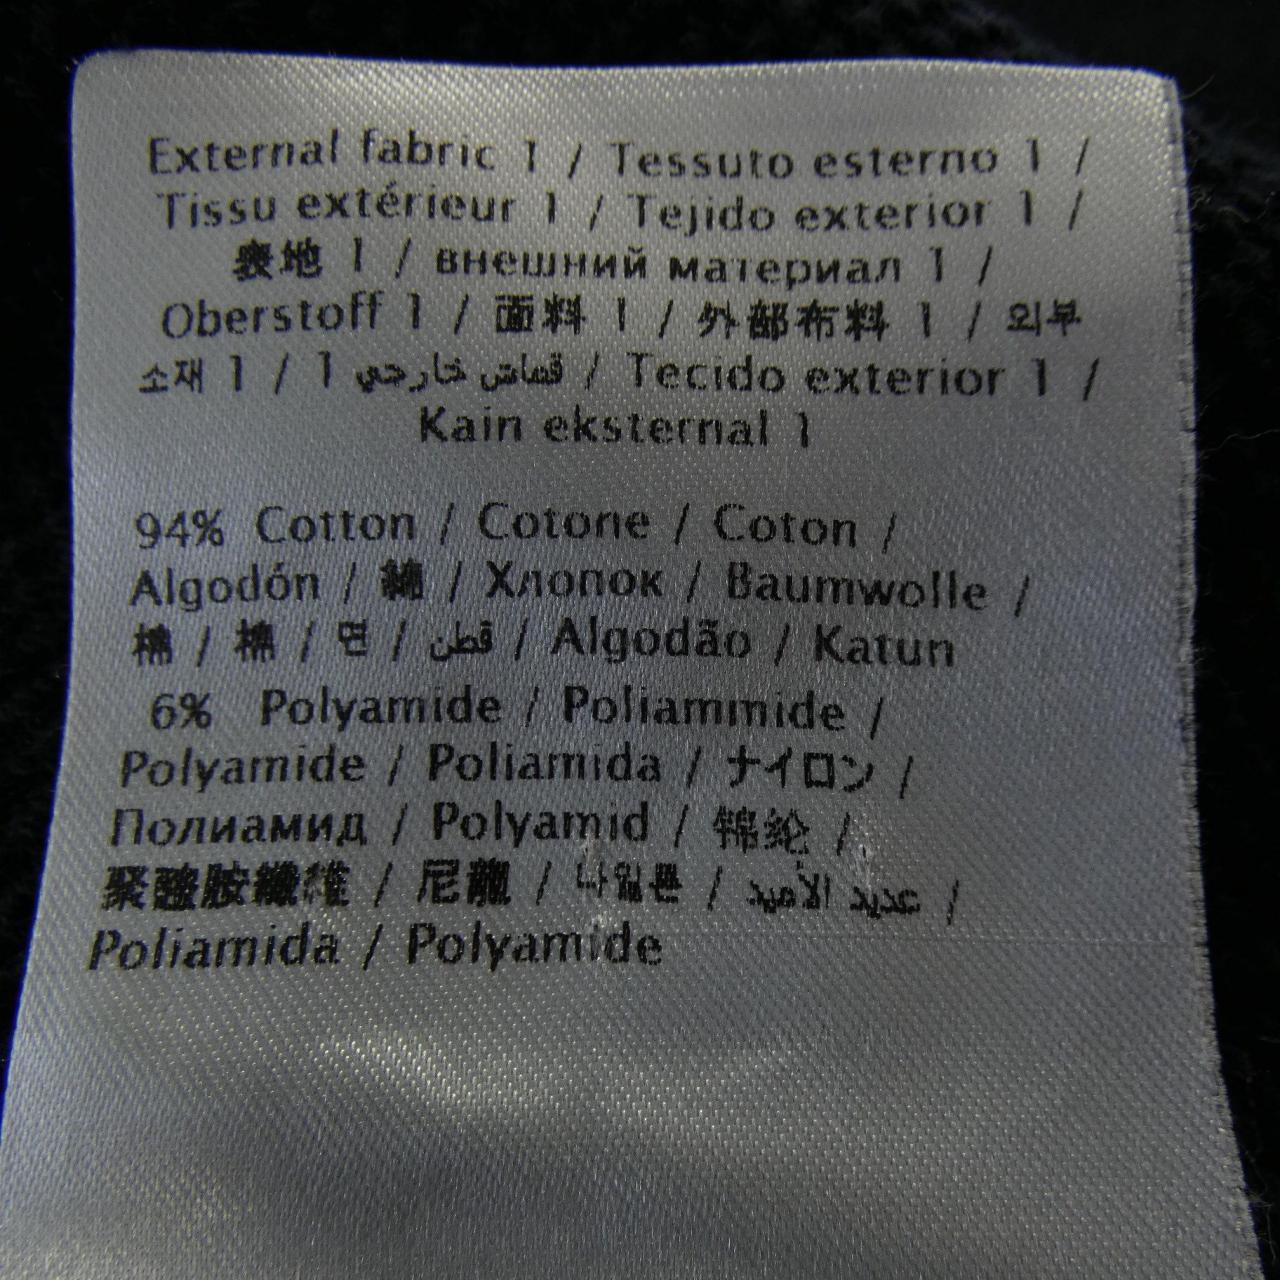 External fabric 1 / Tessuto esterno 1 /
Tissu extérieur 1 / Tejido exterior 1 /
表地 1 / внешний материал 1 /
Oberstoff 1 / 面料 1 / 外部布料 1 / 외부
소재 1 / 1 قماش خارجي / Tecido exterior 1 /
Kain eksternal 1
94% Cotton / Cotone / Coton /
Algodón / 綿 / Хлопок / Baumwolle /
棉 / 棉 / 면 / قطن / Algodão / Katun
6% Polyamide / Poliammide /
Polyamide / Poliamida / ナイロン /
Полиамид / Polyamid / 锦纶 /
聚醯胺纖維 / 尼龍 / 나일론 / عديد الأميد /
Poliamida / Polyamide